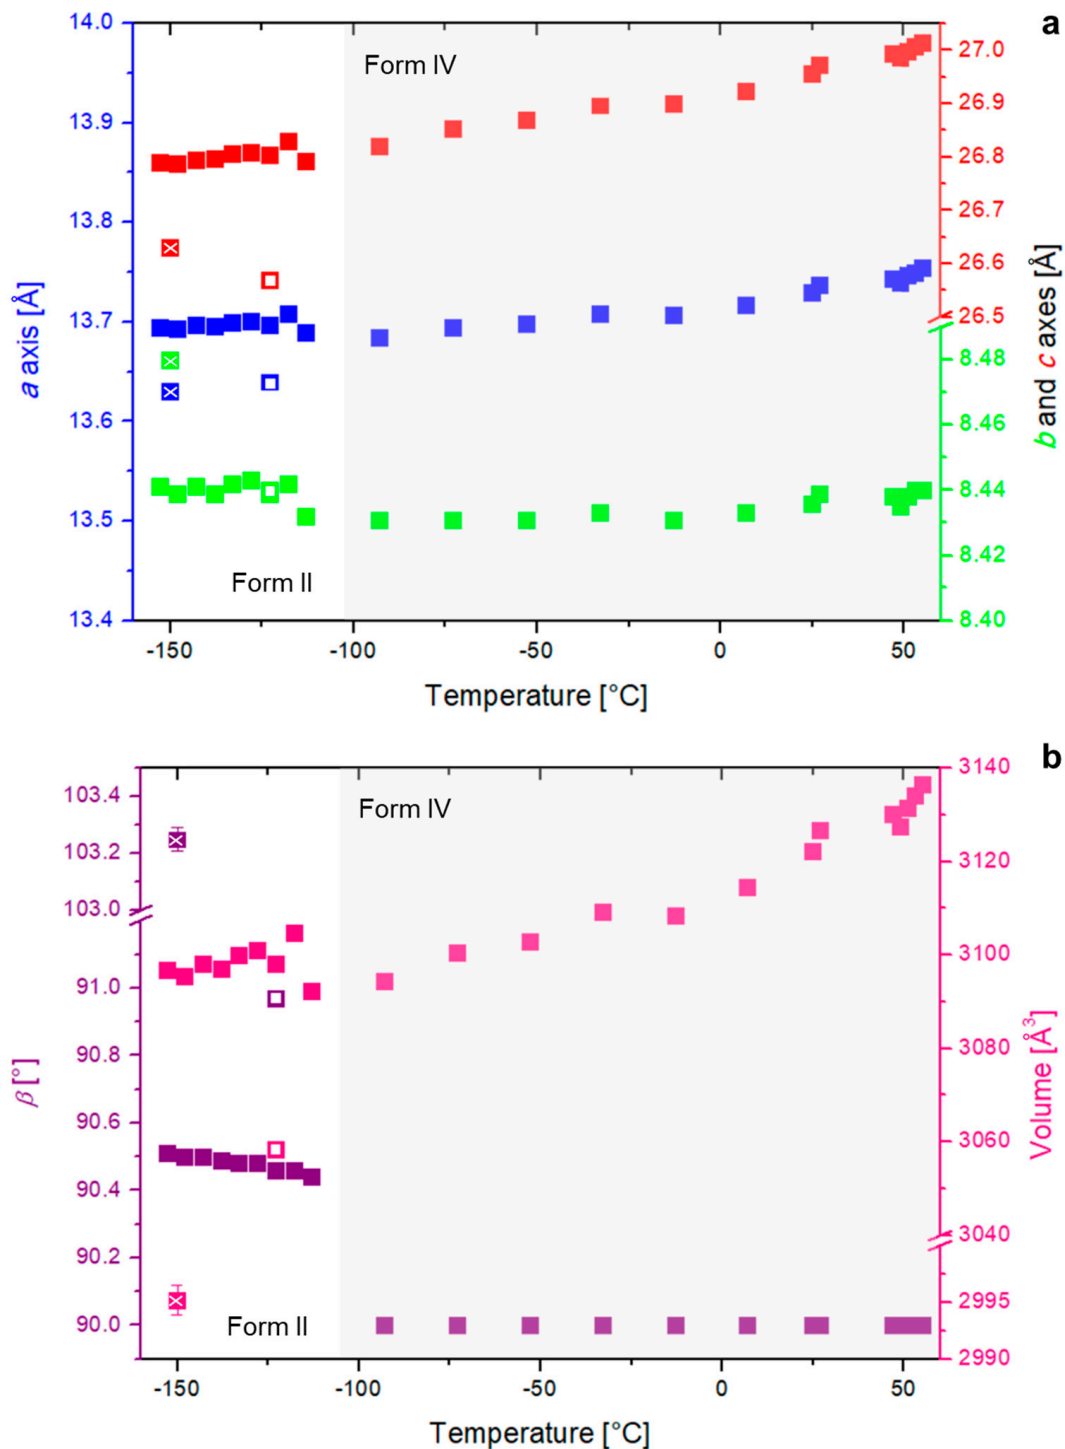 a
14.0
13.9
13.8
13.7
13.6
13.5
13.4
a axis [Å]
Form IV
Form II
27.0
26.9
26.8
26.7
26.6
26.5
8.48
8.46
8.44
8.42
8.40
b and c axes [Å]
-150 -100 -50 0 50
Temperature [°C]
b
103.4
103.2
103.0
91.0
90.8
90.6
90.4
90.2
90.0
β [°]
Form IV
Form II
3140
3120
3100
3080
3060
3040
2995
2990
Volume [Å³]
-150 -100 -50 0 50
Temperature [°C]